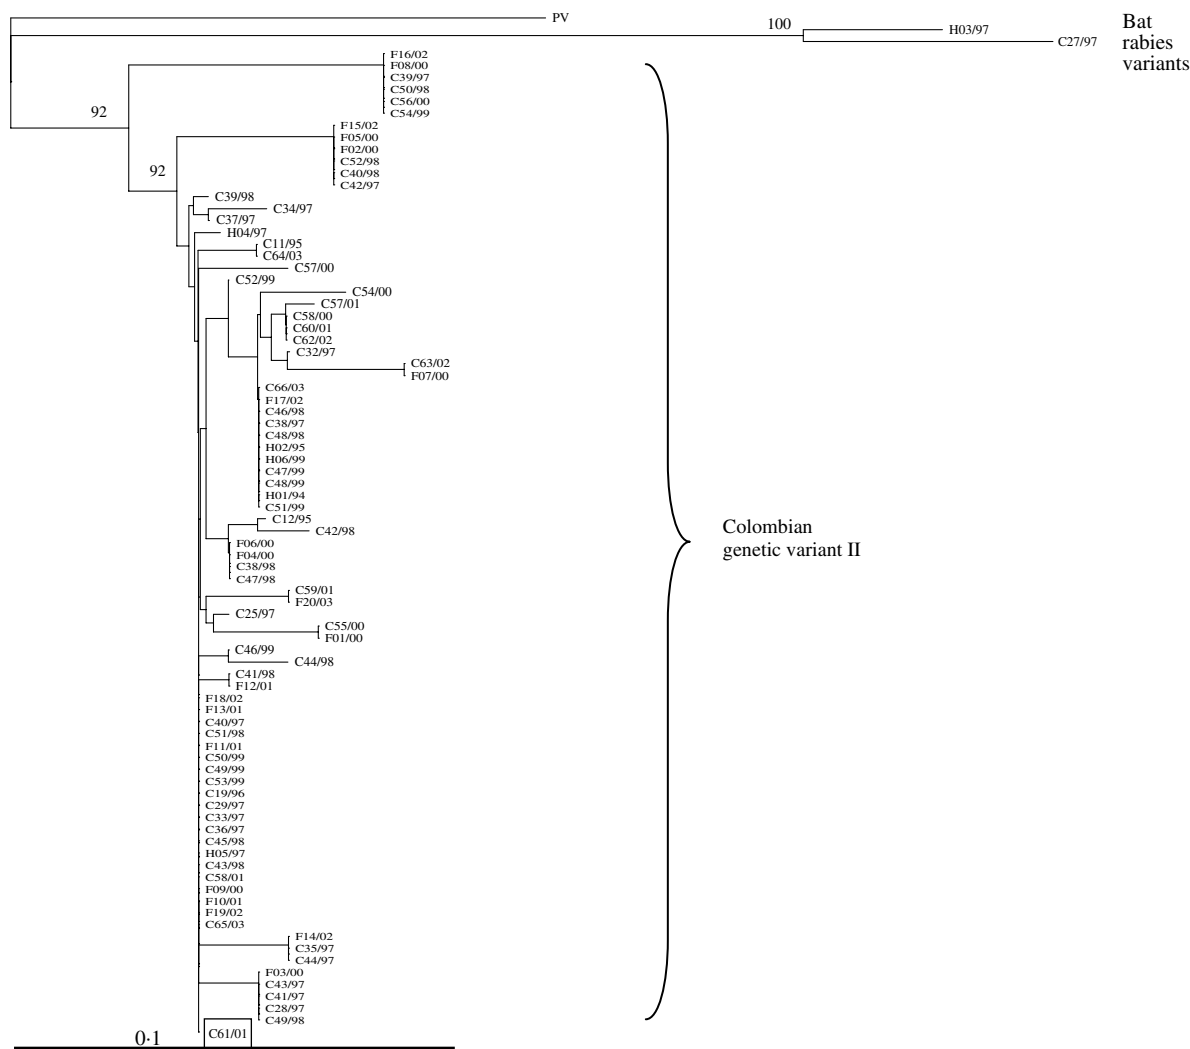 PV
100
H03/97
C27/97
Bat
rabies
variants
F16/02
F08/00
C39/97
C50/98
C56/00
C54/99
92
F15/02
F05/00
F02/00
C52/98
C40/98
C42/97
92
C39/98
C34/97
C37/97
H04/97
C11/95
C64/03
C57/00
C52/99
C54/00
C57/01
C58/00
C60/01
C62/02
C32/97
C63/02
F07/00
C66/03
F17/02
C46/98
C38/97
C48/98
H02/95
H06/99
C47/99
C48/99
H01/94
C51/99
C12/95
C42/98
Colombian
genetic variant II
F06/00
F04/00
C38/98
C47/98
C59/01
F20/03
C25/97
C55/00
F01/00
C46/99
C44/98
C41/98
F12/01
F18/02
F13/01
C40/97
C51/98
F11/01
C50/99
C49/99
C53/99
C19/96
C29/97
C33/97
C36/97
C45/98
H05/97
C43/98
C58/01
F09/00
F10/01
F19/02
C65/03
F14/02
C35/97
C44/97
F03/00
C43/97
C41/97
C28/97
C49/98
C61/01
0·1